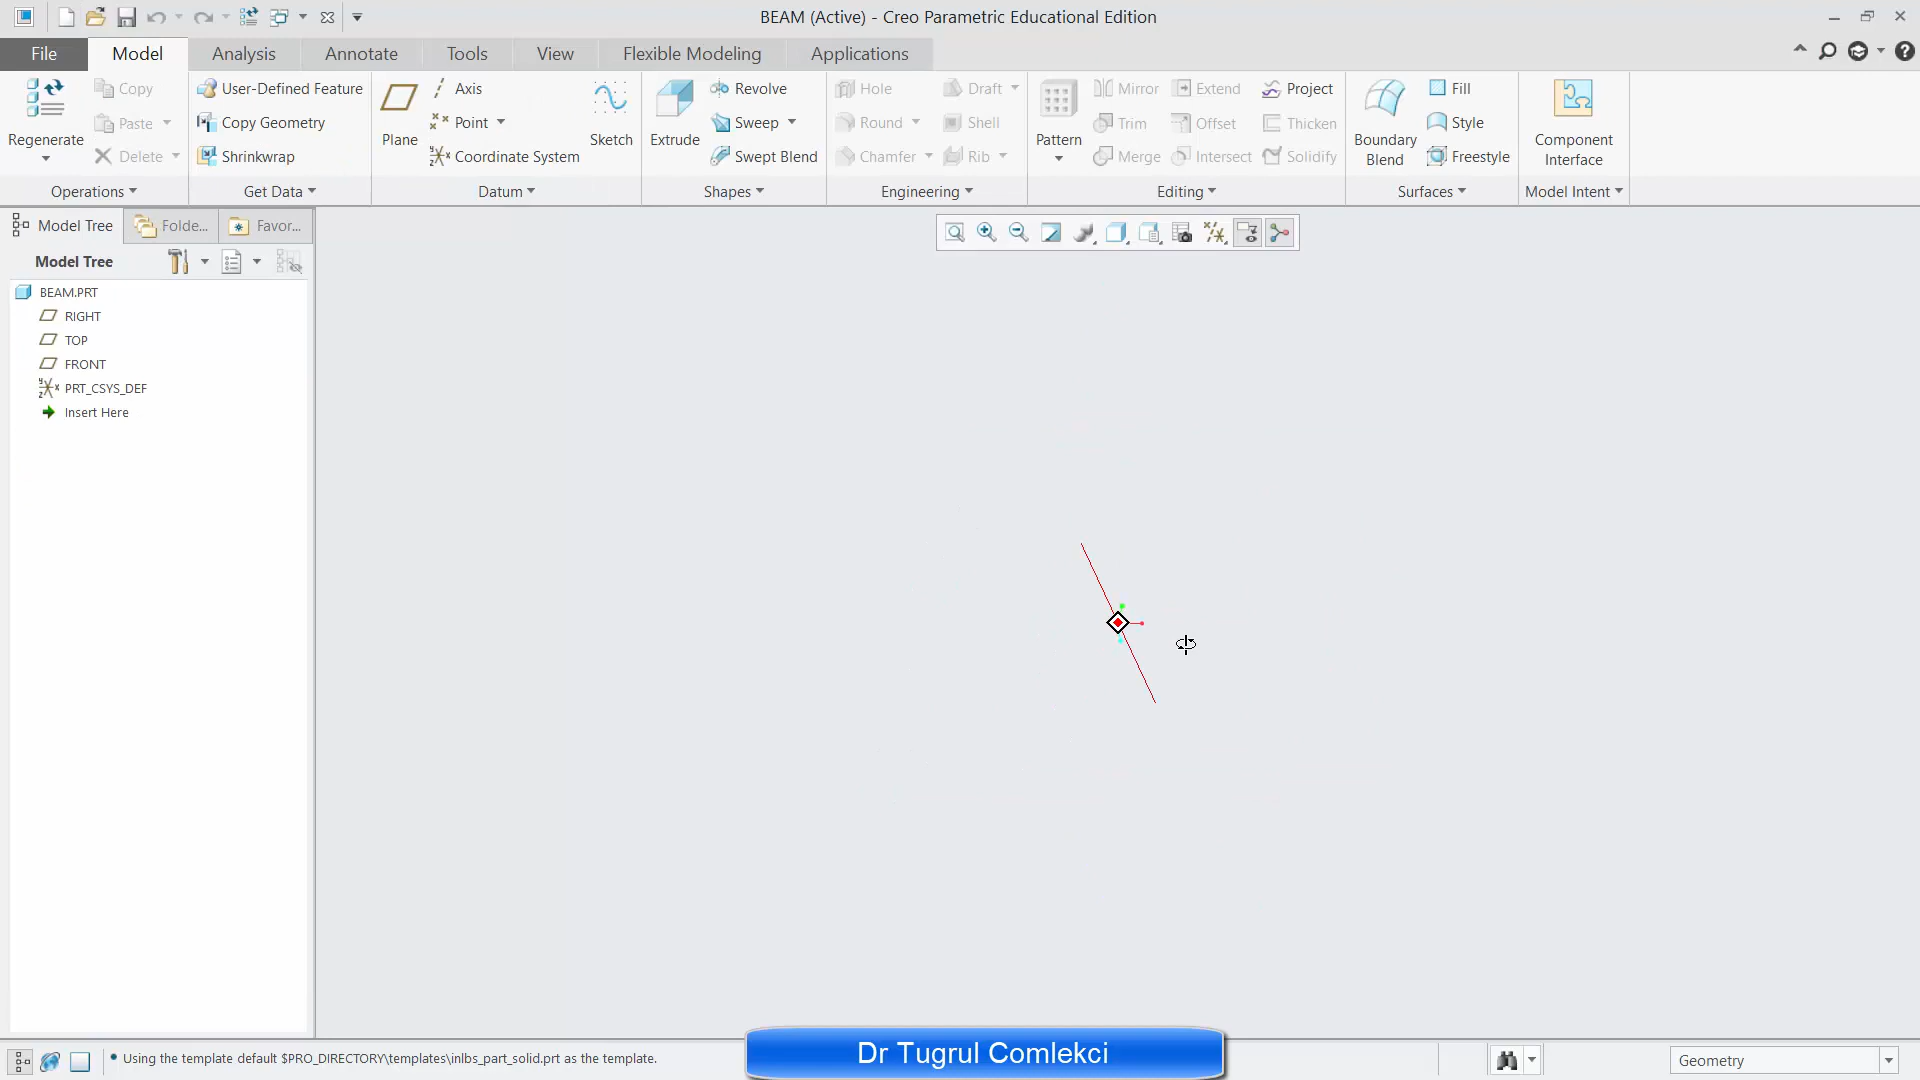 BEAM (Active) - Creo Parametric Educational Edition
File Model Analysis Annotate Tools View Flexible Modeling Applications
Regenerate
Copy
Paste
Delete
Operations
User-Defined Feature
Copy Geometry
Shrinkwrap
Get Data
Plane
Axis
Point
Coordinate System
Sketch
Datum
Extrude
Revolve
Sweep
Swept Blend
Shapes
Hole
Round
Chamfer
Draft
Shell
Rib
Engineering
Pattern
Mirror
Trim
Merge
Extend
Offset
Intersect
Project
Thicken
Solidify
Editing
Boundary
Blend
Fill
Style
Freestyle
Surfaces
Component
Interface
Model Intent
Model Tree Folde... Favor...
Model Tree
BEAM.PRT
RIGHT
TOP
FRONT
PRT_CSYS_DEF
Insert Here
Using the template default $PRO_DIRECTORY\templates\inlbs_part_solid.prt as the template.
Dr Tugrul Comlekci
Geometry